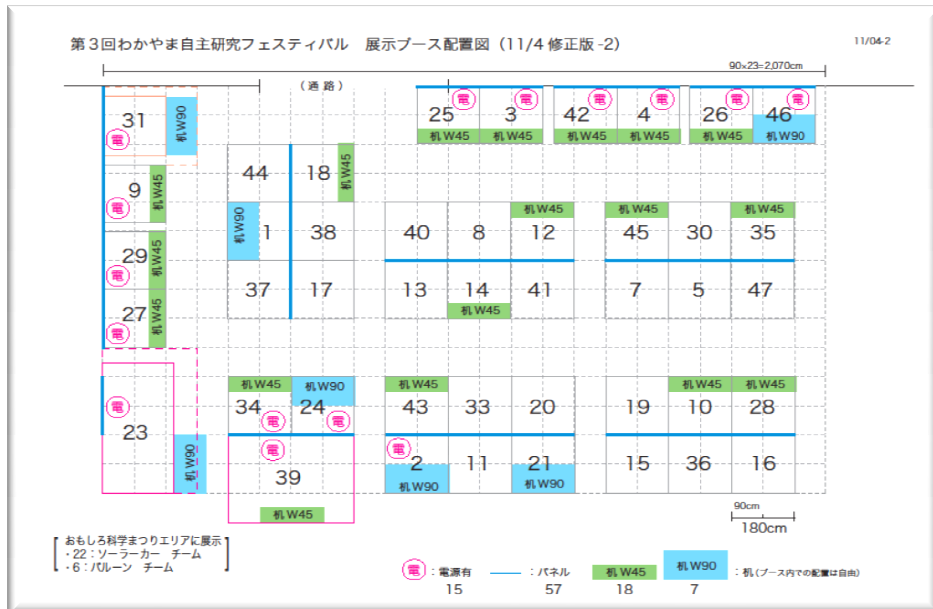 第3回わかやま自主研究フェスティバル 展示ブース配置図（11/4 修正版 -2）
11/04-2
90×23=2,070cm
（通 路）
31 電 机W90
25 電 机W45
3 電 机W45
42 電 机W45
4 電 机W45
26 電 机W45
46 電 机W90
9 電 机W45
44
18 机W45
29 電 机W45
机W90 1
38
40
8
机W45 12
机W45 45
30
机W45 35
27 電 机W45
37
17
13
14 机W45
41
7
5
47
電 23 机W90
机W45 34 電
机W90 24 電
机W45 43
33
20
19
机W45 10
机W45 28
電 39 机W45
電 2 机W90
11
21 机W90
15
36
16
90cm
180cm
おもしろ科学まつりエリアに展示
・22：ソーラーカー チーム
・6：バルーン チーム
電：電源有 ：パネル 机W45 机W90 ：机（ブース内での配置は自由）
15 57 18 7